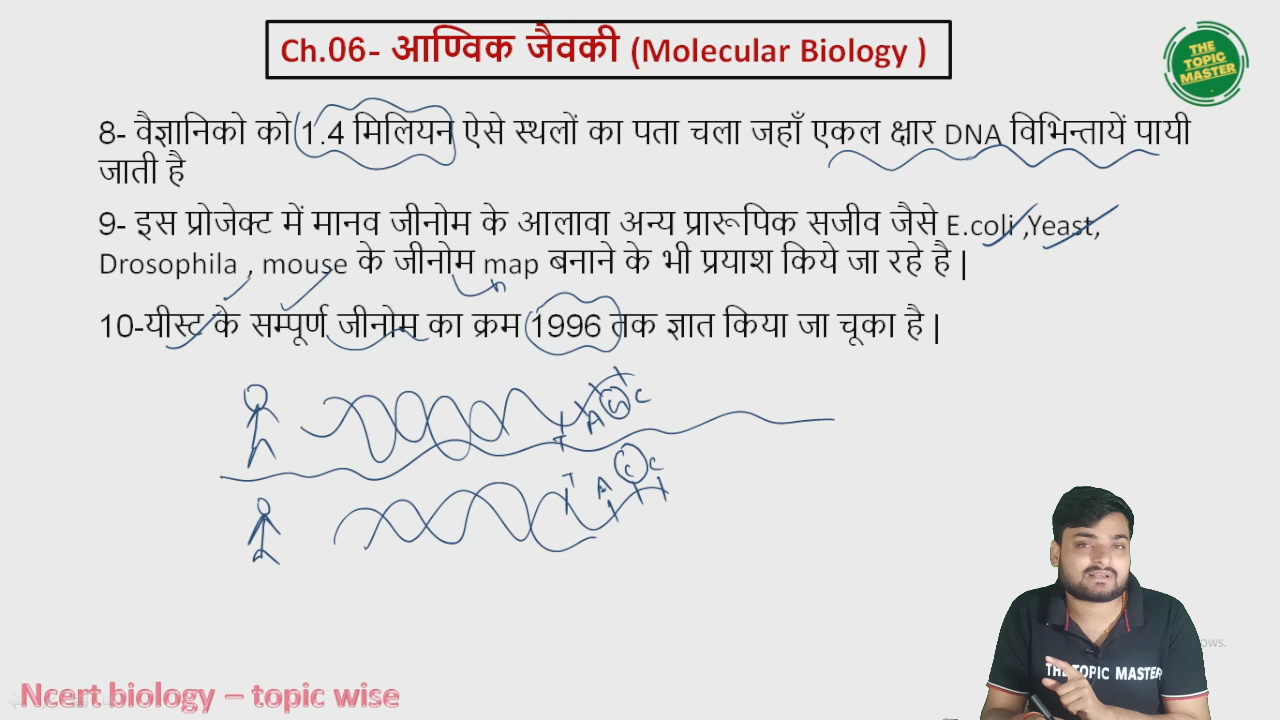 Ch.06- आण्विक जैवकी (Molecular Biology )
THE
TOPIC
MASTER
8- वैज्ञानिको को 1.4 मिलियन ऐसे स्थलों का पता चला जहाँ एकल क्षार DNA विभिन्तायें पायी
जाती है
9- इस प्रोजेक्ट में मानव जीनोम के आलावा अन्य प्रारूपिक सजीव जैसे E.coli ,Yeast,
Drosophila , mouse के जीनोम map बनाने के भी प्रयाश किये जा रहे है |
10-यीस्ट के सम्पूर्ण जीनोम का क्रम 1996 तक ज्ञात किया जा चूका है |
T A G C
T A C C
THE TOPIC MASTER
ows.
Ncert biology – topic wise